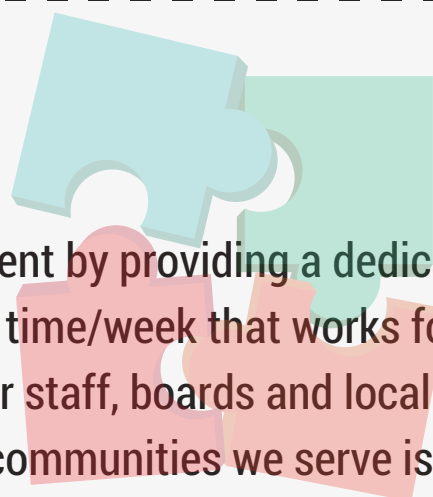 ent by providing a dedic
time/week that works fo
r staff, boards and local
communities we serve is